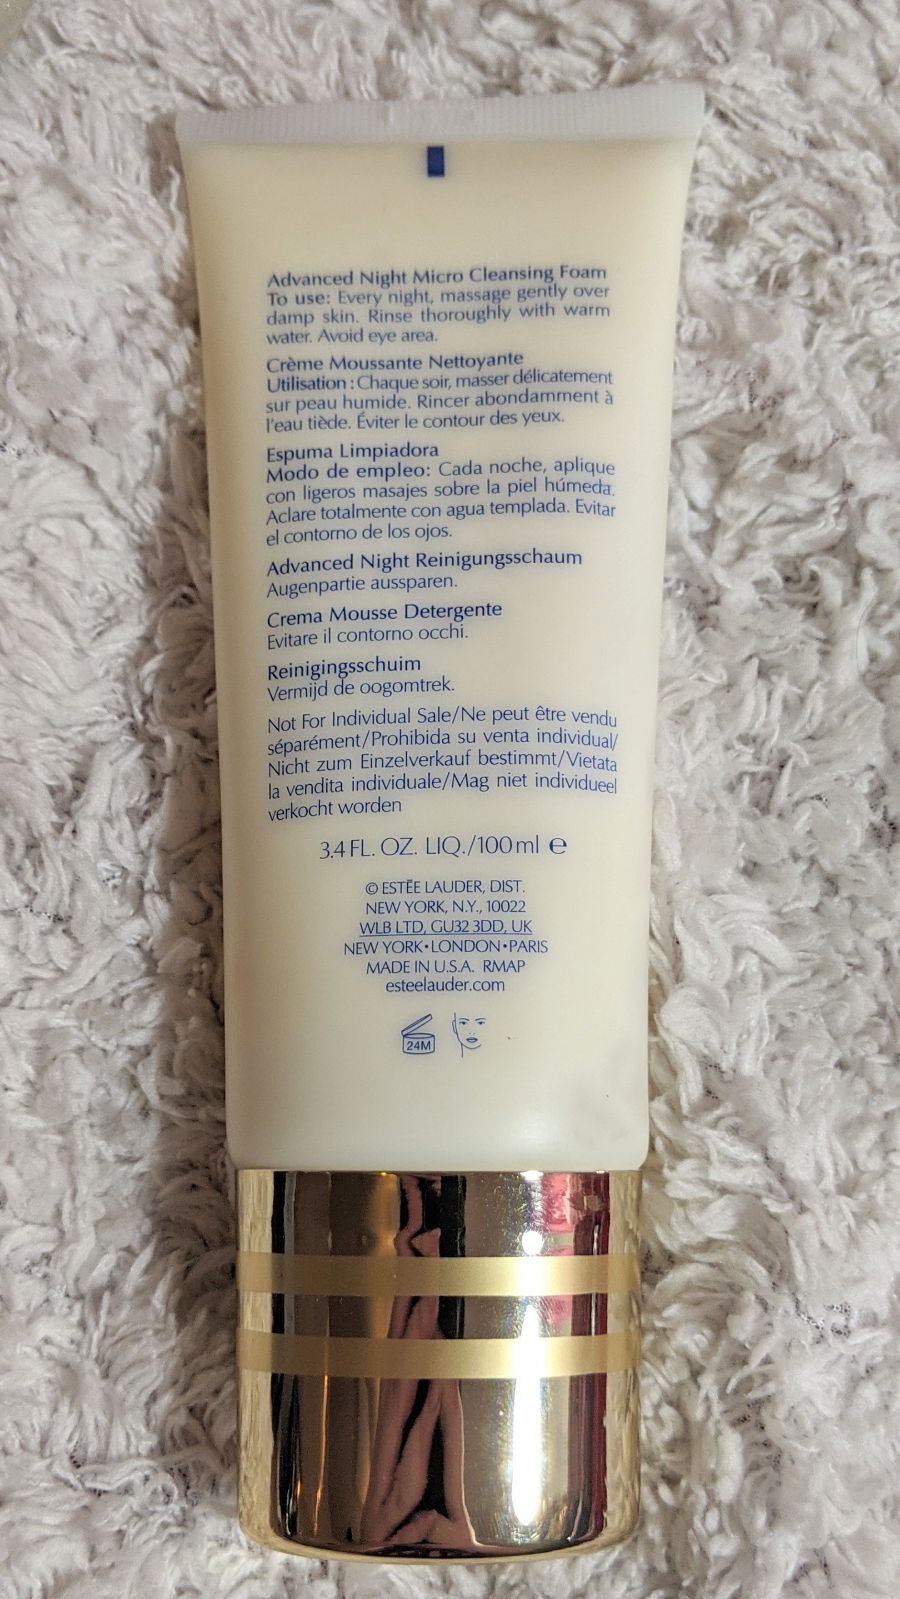 Advanced Night Micro Cleansing Foam
To use: Every night, massage gently over
damp skin. Rinse thoroughly with warm
water. Avoid eye area.
Crème Moussante Nettoyante
Utilisation : Chaque soir, masser délicatement
sur peau humide. Rincer abondamment à
l'eau tiède. Éviter le contour des yeux.
Espuma Limpiadora
Modo de empleo: Cada noche, aplique
con ligeros masajes sobre la piel húmeda.
Aclare totalmente con agua templada. Evitar
el contorno de los ojos.
Advanced Night Reinigungsschaum
Augenpartie aussparen.
Crema Mousse Detergente
Evitare il contorno occhi.
Reinigingsschuim
Vermijd de oogomtrek.
Not For Individual Sale/Ne peut être vendu
séparément/Prohibida su venta individual/
Nicht zum Einzelverkauf bestimmt/Vietata
la vendita individuale/Mag niet individueel
verkocht worden
3.4 FL. OZ. LIQ./100 ml ℮
© ESTĒE LAUDER, DIST.
NEW YORK, N.Y., 10022
WLB LTD, GU32 3DD, UK
NEW YORK•LONDON•PARIS
MADE IN U.S.A. RMAP
esteelauder.com
24M